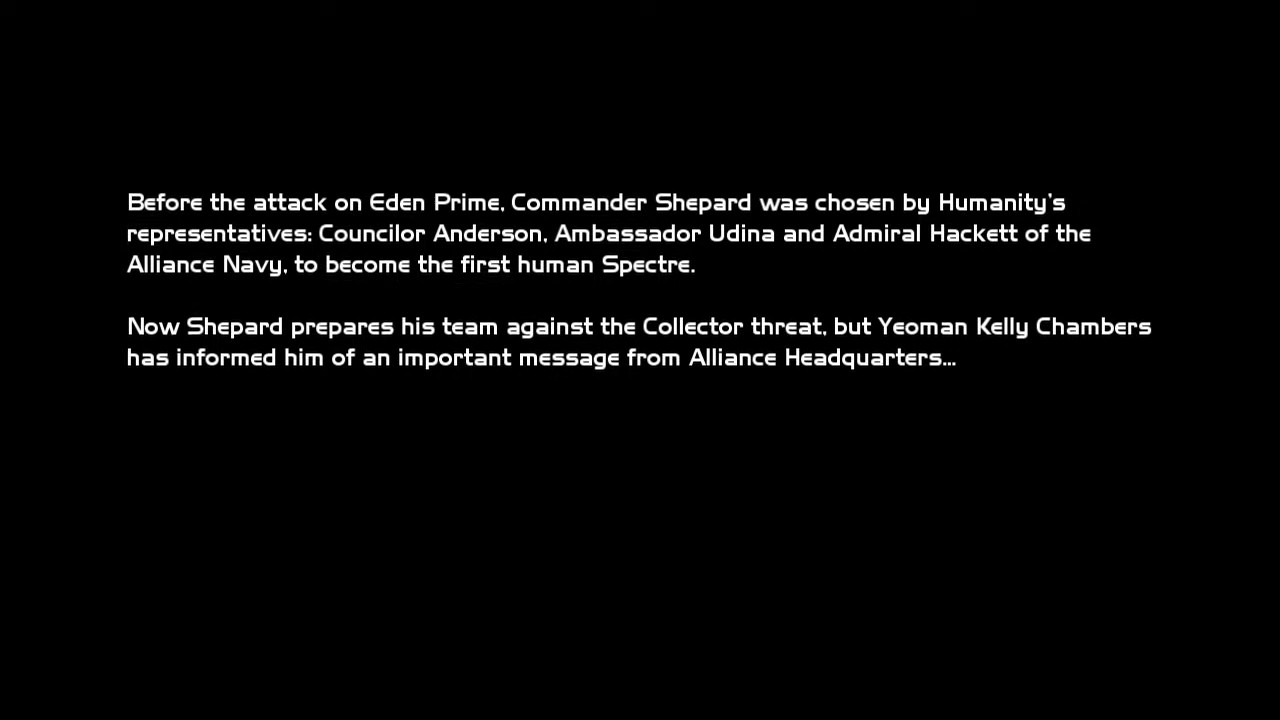 Before the attack on Eden Prime, Commander Shepard was chosen by Humanity's
representatives: Councilor Anderson, Ambassador Udina and Admiral Hackett of the
Alliance Navy, to become the first human Spectre.
Now Shepard prepares his team against the Collector threat, but Yeoman Kelly Chambers
has informed him of an important message from Alliance Headquarters...